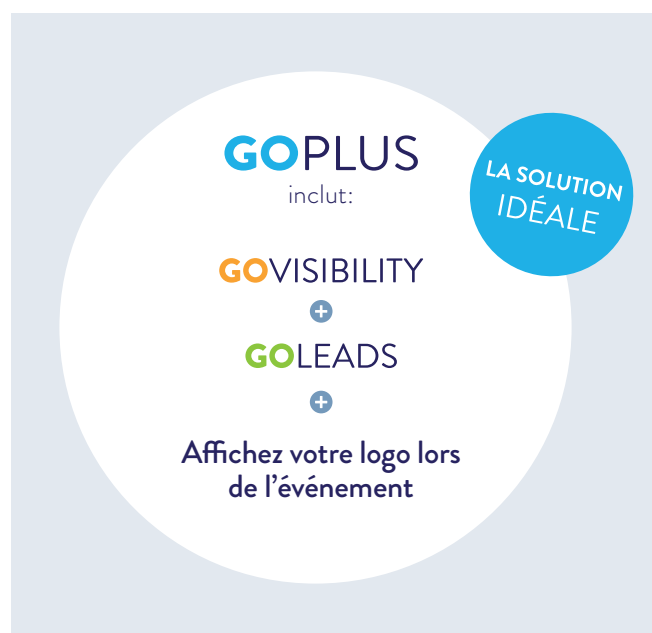 GOPLUS
inclut:
LA SOLUTION
IDÉALE
GOVISIBILITY
+
GOLEADS
+
Affichez votre logo lors
de l'événement